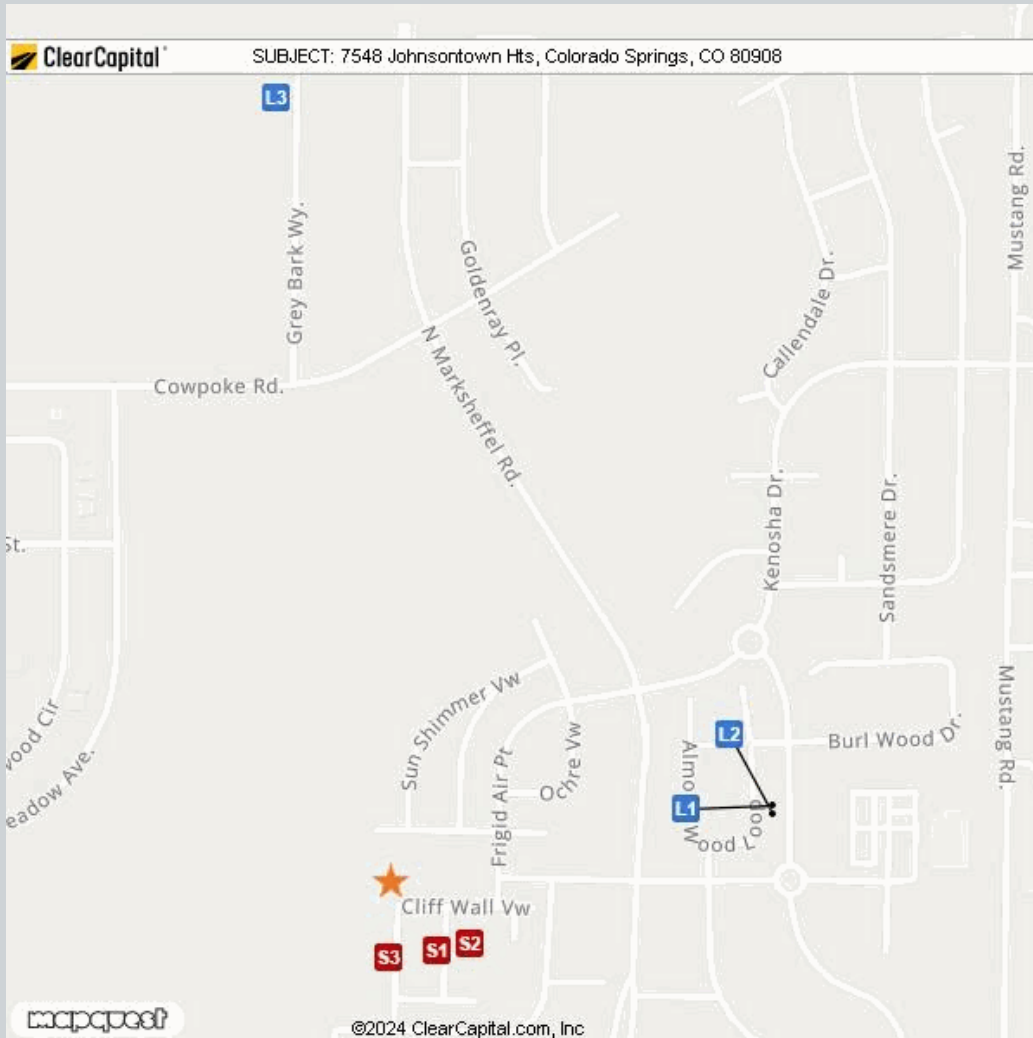 ClearCapital
SUBJECT: 7548 Johnsontown Hts, Colorado Springs, CO 80908
L3
Mustang Rd.
Grey Bark Wy.
Goldenray Pl.
Callendale Dr.
N Marksheffel Rd.
Cowpoke Rd.
Kenosha Dr.
Sandsmere Dr.
St.
Sun Shimmer Vw
wood Cir
eadow Ave.
Ochre Vw
Frigid Air Pt
L2
Burl Wood Dr.
Mustang Rd.
L1
Almo
Wood Loop
Cliff Wall Vw
S3
S1
S2
mapquest
©2024 ClearCapital.com, Inc